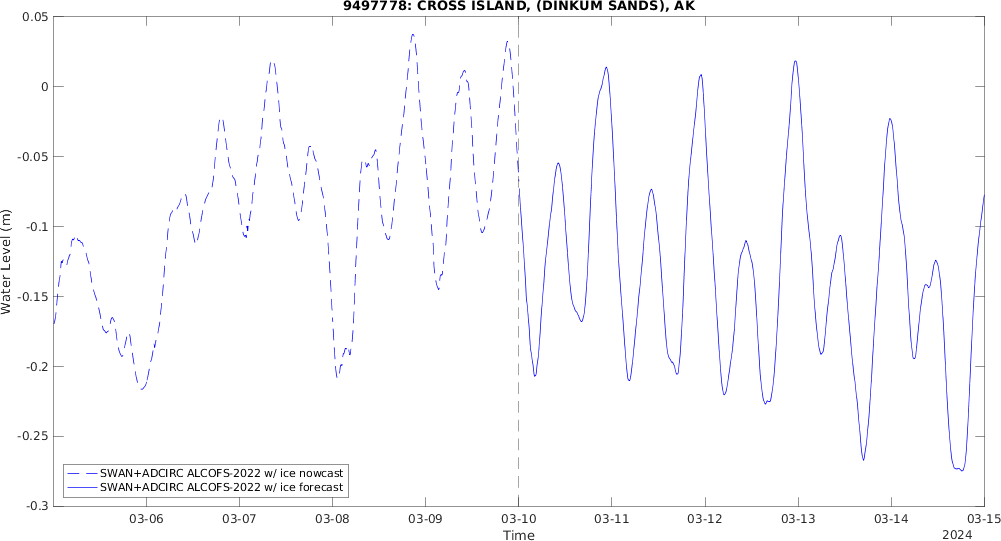 9497778: CROSS ISLAND, (DINKUM SANDS), AK
0.05
0
-0.05
-0.1
-0.15
-0.2
-0.25
-0.3
Water Level (m)
SWAN+ADCIRC ALCOFS-2022 w/ ice nowcast
SWAN+ADCIRC ALCOFS-2022 w/ ice forecast
03-06 03-07 03-08 03-09 03-10 03-11 03-12 03-13 03-14 03-15
Time
2024